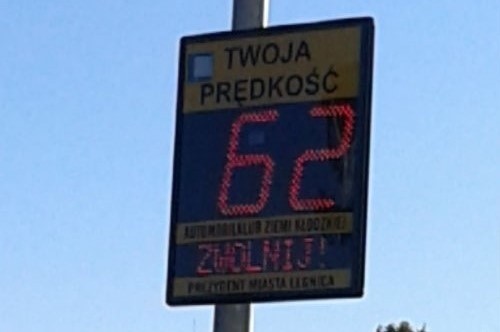 TWOJA
PRĘDKOŚĆ
62
AUTOMOBILKLUB ZIEMI KŁODZKIEJ
ZWOLNIJ!
PREZYDENT MIASTA LEGNICA